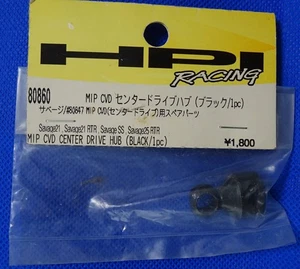 HPI
RACING
80860
MIP CVD センタードライブハブ (ブラック/1pc)
サベージ/#80847 MIP CVD(センタードライブ)用スペアパーツ
Savage21, Savage21 RTR, Savage SS, Savage25 RTR
MIP CVD CENTER DRIVE HUB (BLACK/1pc)
¥1,800